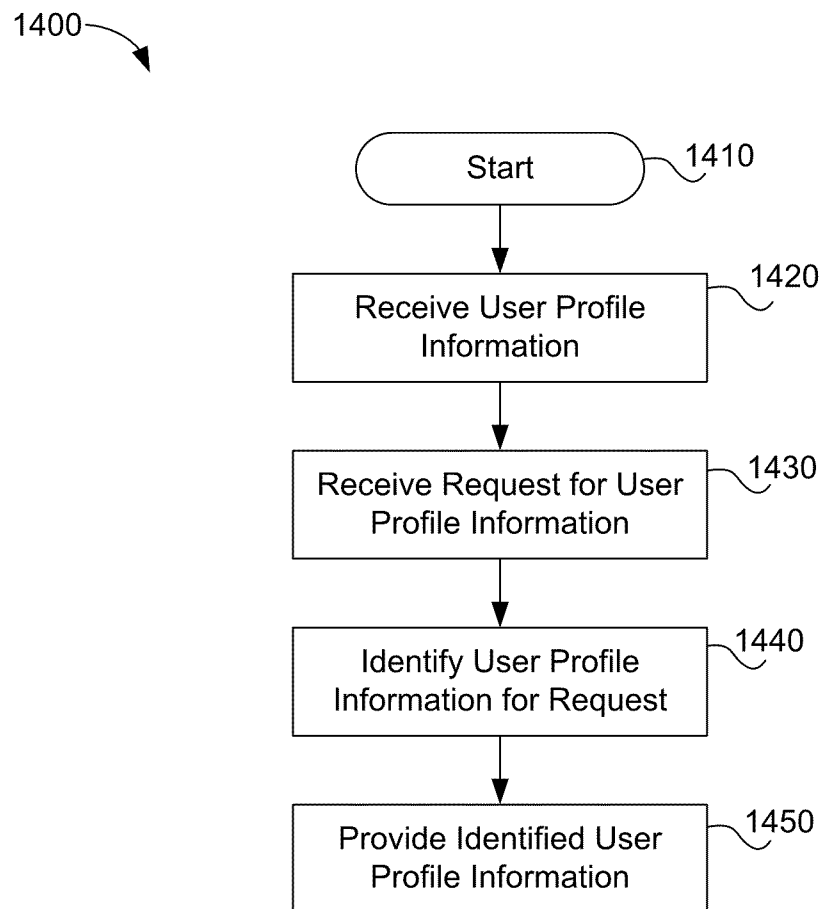 1400
Start
1410
Receive User Profile
Information
1420
Receive Request for User
Profile Information
1430
Identify User Profile
Information for Request
1440
Provide Identified User
Profile Information
1450